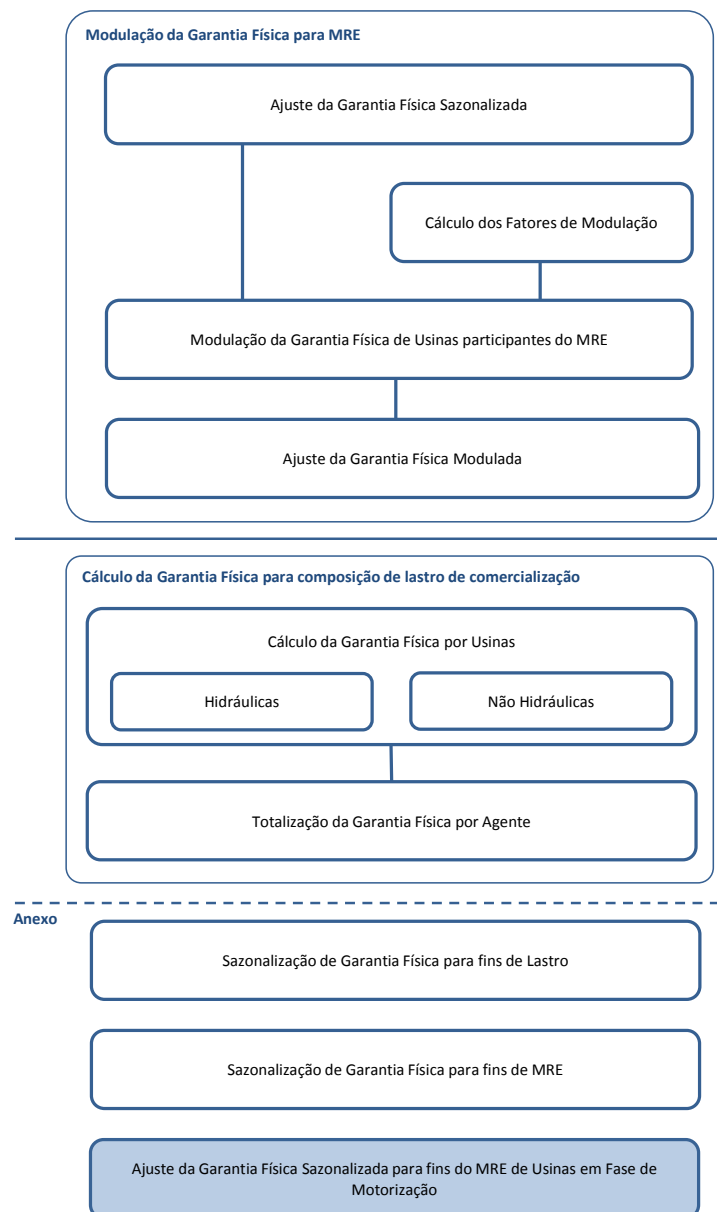 Modulação da Garantia Física para MRE
Ajuste da Garantia Física Sazonalizada
Cálculo dos Fatores de Modulação
Modulação da Garantia Física de Usinas participantes do MRE
Ajuste da Garantia Física Modulada
Cálculo da Garantia Física para composição de lastro de comercialização
Cálculo da Garantia Física por Usinas
Hidráulicas
Não Hidráulicas
Totalização da Garantia Física por Agente
Anexo
Sazonalização de Garantia Física para fins de Lastro
Sazonalização de Garantia Física para fins de MRE
Ajuste da Garantia Física Sazonalizada para fins do MRE de Usinas em Fase de
Motorização